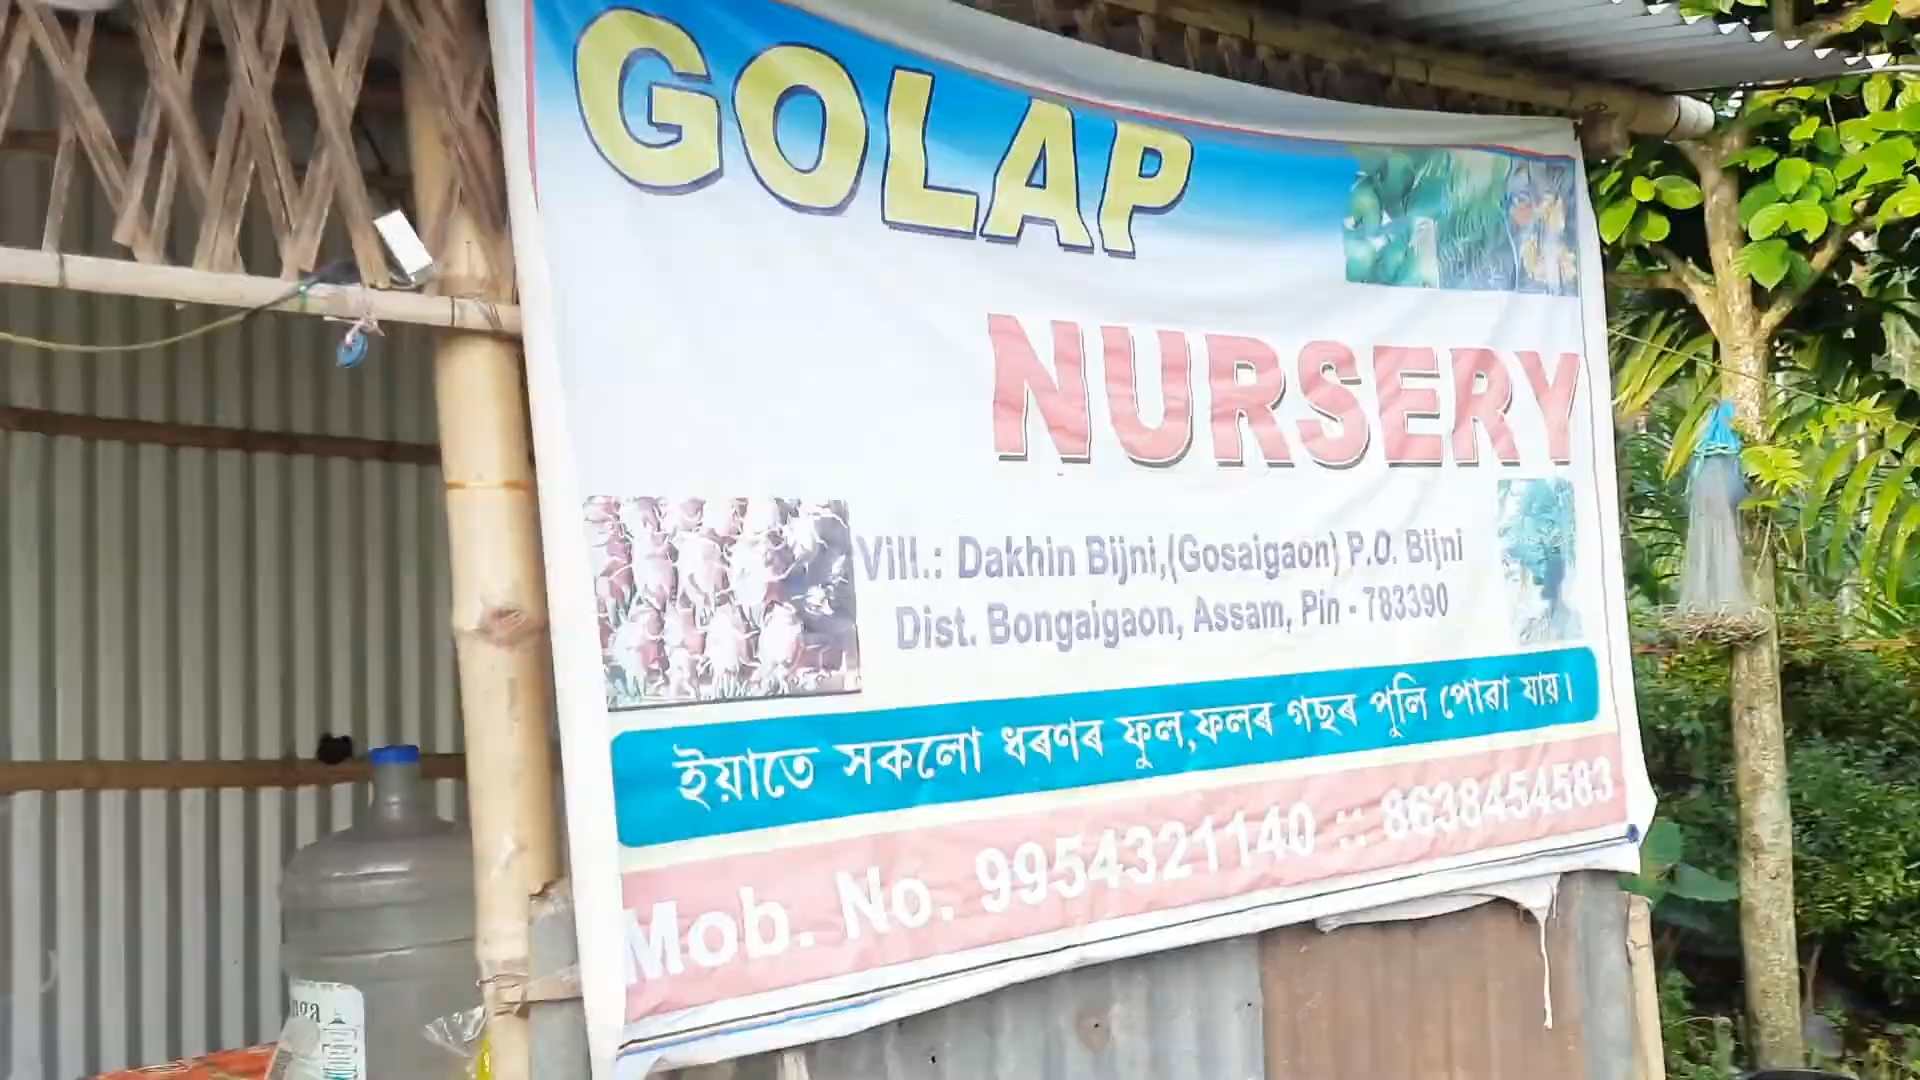 GOLAP
NURSERY
Vill.: Dakhin Bijni,(Gosaigaon) P.O. Bijni
Dist. Bongaigaon, Assam, Pin - 783390
ইয়াতে সকলো ধৰণৰ ফুল,ফলৰ গছৰ পুলি পোৱা যায়।
Mob. No. 9954321140 :: 8638454583